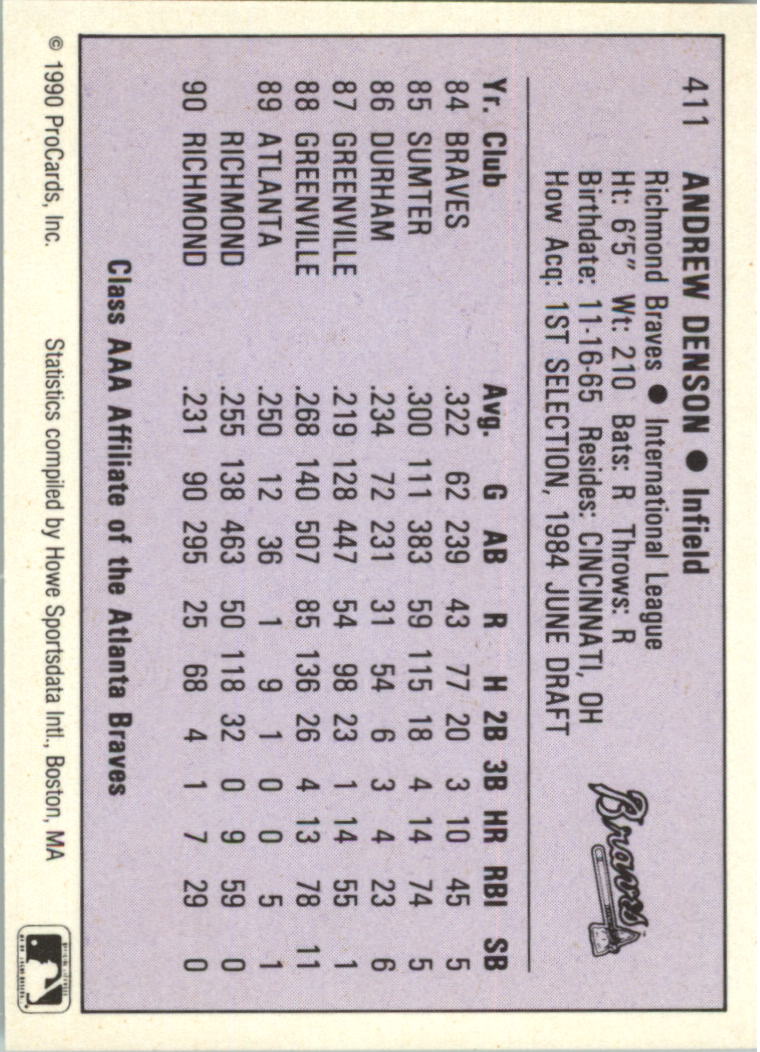 411 ANDREW DENSON ● Infield
Richmond Braves ● International League
Ht: 6'5" Wt: 210 Bats: R Throws: R
Birthdate: 11-16-65 Resides: CINCINNATI, OH
How Acq: 1ST SELECTION, 1984 JUNE DRAFT
Braves
Yr. Club Avg. G AB R H 2B 3B HR RBI SB
84 BRAVES .322 62 239 43 77 20 3 10 45 5
85 SUMTER .300 111 383 59 115 18 4 14 74 5
86 DURHAM .234 72 231 31 54 6 3 4 23 6
87 GREENVILLE .219 128 447 54 98 23 1 14 55 1
88 GREENVILLE .268 140 507 85 136 26 4 13 78 11
89 ATLANTA .250 12 36 1 9 1 0 0 5 1
RICHMOND .255 138 463 50 118 32 0 9 59 0
90 RICHMOND .231 90 295 25 68 4 1 7 29 0
Class AAA Affiliate of the Atlanta Braves
© 1990 ProCards, Inc. Statistics compiled by Howe Sportsdata Intl., Boston, MA